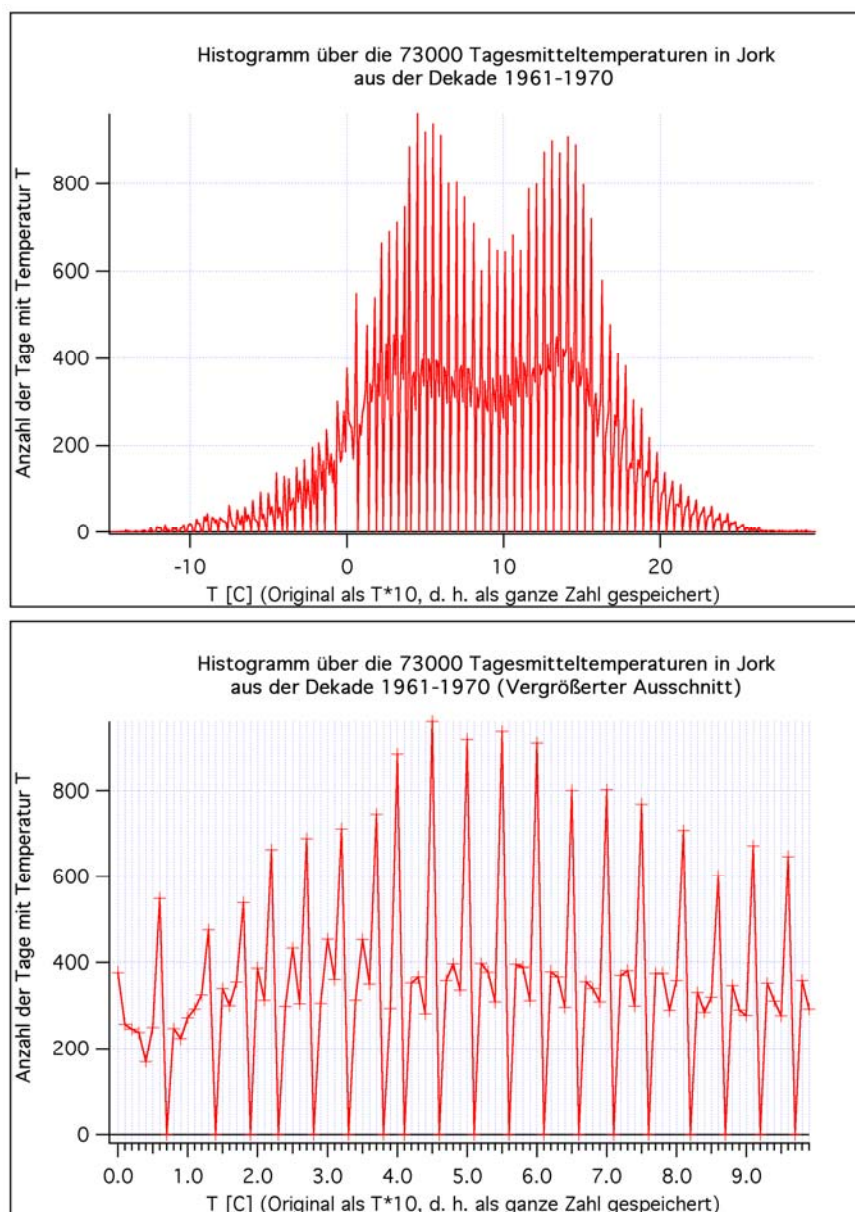 Histogramm über die 73000 Tagesmitteltemperaturen in Jork
aus der Dekade 1961-1970
Anzahl der Tage mit Temperatur T
800
600
400
200
0
-10 0 10 20
T [C] (Original als T*10, d. h. als ganze Zahl gespeichert)
Histogramm über die 73000 Tagesmitteltemperaturen in Jork
aus der Dekade 1961-1970 (Vergrößerter Ausschnitt)
Anzahl der Tage mit Temperatur T
800
600
400
200
0
0.0 1.0 2.0 3.0 4.0 5.0 6.0 7.0 8.0 9.0
T [C] (Original als T*10, d. h. als ganze Zahl gespeichert)